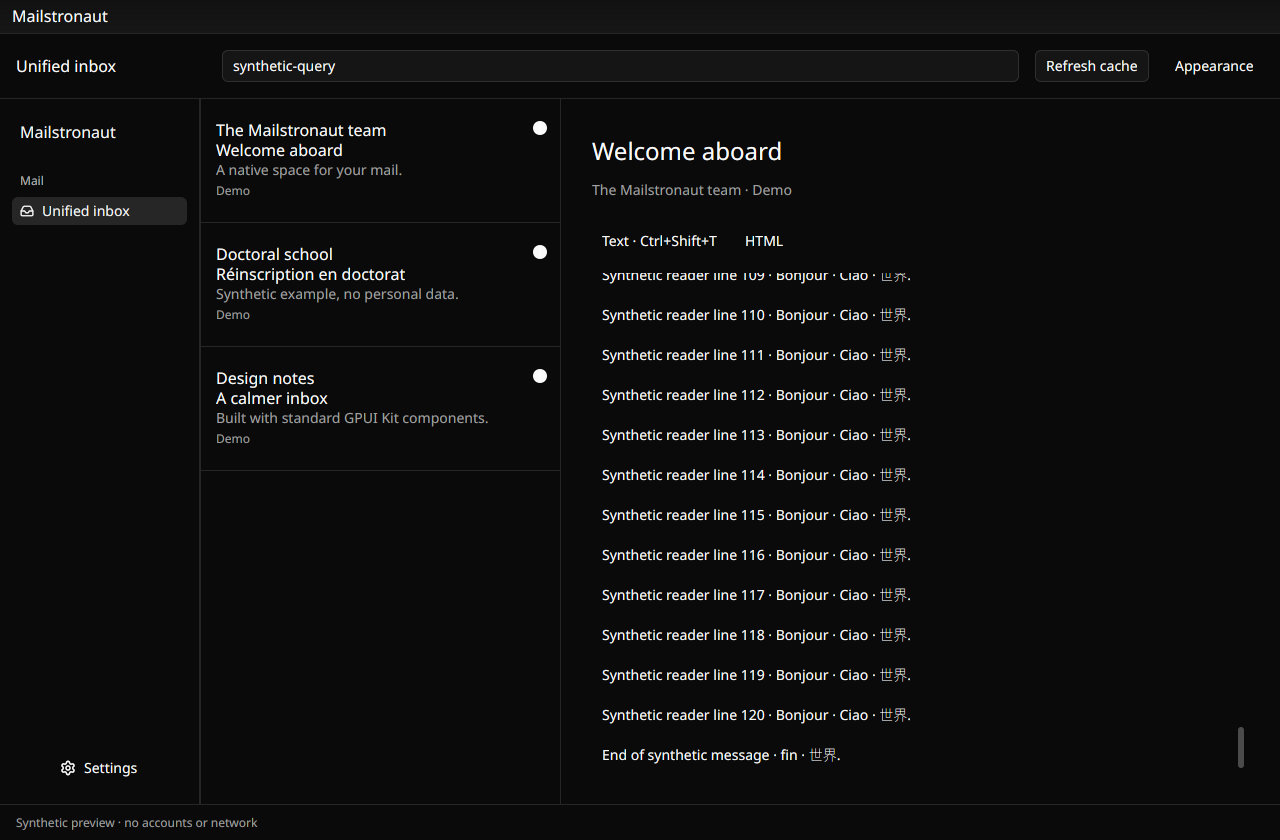 Mailstronaut
Unified inbox
synthetic-query
Refresh cache
Appearance
Mailstronaut
Mail
Unified inbox
Settings
The Mailstronaut team
Welcome aboard
A native space for your mail.
Demo
Doctoral school
Réinscription en doctorat
Synthetic example, no personal data.
Demo
Design notes
A calmer inbox
Built with standard GPUI Kit components.
Demo
Welcome aboard
The Mailstronaut team · Demo
Text · Ctrl+Shift+T
HTML
Synthetic reader line 109 · Bonjour · Ciao · 世界.
Synthetic reader line 110 · Bonjour · Ciao · 世界.
Synthetic reader line 111 · Bonjour · Ciao · 世界.
Synthetic reader line 112 · Bonjour · Ciao · 世界.
Synthetic reader line 113 · Bonjour · Ciao · 世界.
Synthetic reader line 114 · Bonjour · Ciao · 世界.
Synthetic reader line 115 · Bonjour · Ciao · 世界.
Synthetic reader line 116 · Bonjour · Ciao · 世界.
Synthetic reader line 117 · Bonjour · Ciao · 世界.
Synthetic reader line 118 · Bonjour · Ciao · 世界.
Synthetic reader line 119 · Bonjour · Ciao · 世界.
Synthetic reader line 120 · Bonjour · Ciao · 世界.
End of synthetic message · fin · 世界.
Synthetic preview · no accounts or network